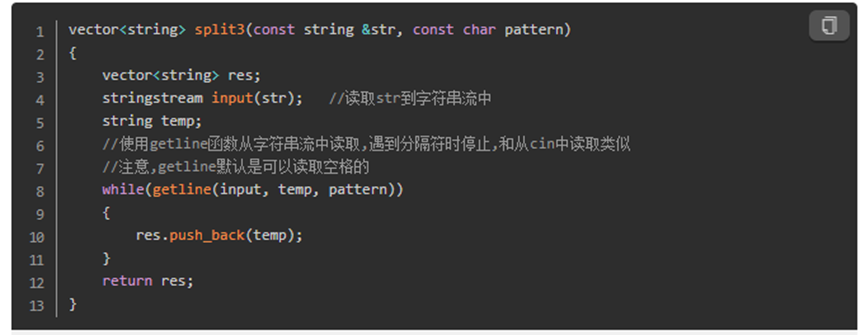 1 vector<string> split3(const string &str, const char pattern)
2 {
3     vector<string> res;
4     stringstream input(str);   //读取str到字符串流中
5     string temp;
6     //使用getline函数从字符串流中读取,遇到分隔符时停止,和从cin中读取类似
7     //注意,getline默认是可以读取空格的
8     while(getline(input, temp, pattern))
9     {
10         res.push_back(temp);
11     }
12     return res;
13 }